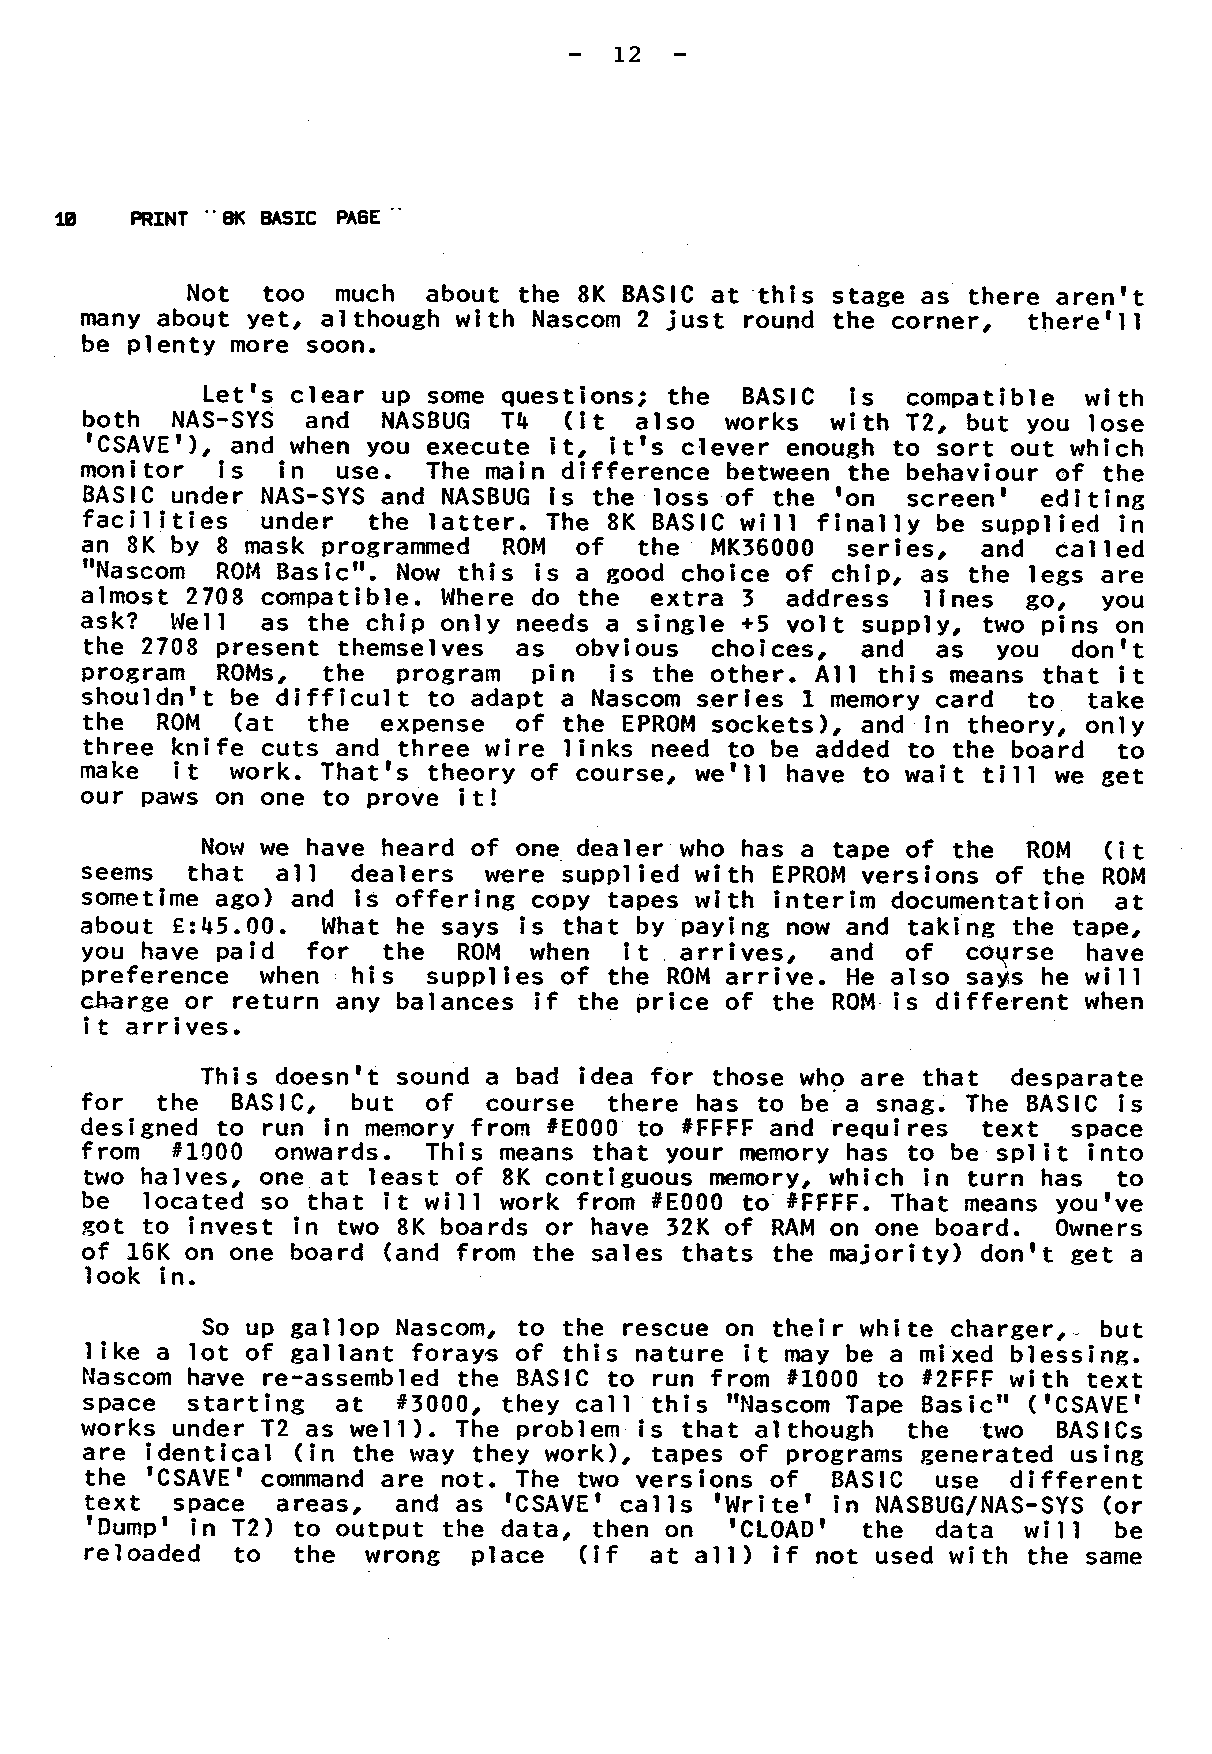 - 12 -
10 PRINT "8K BASIC PAGE"
Not too much about the 8K BASIC at this stage as there aren't
many about yet, although with Nascom 2 just round the corner, there'll
be plenty more soon.
Let's clear up some questions; the BASIC is compatible with
both NAS-SYS and NASBUG T4 (it also works with T2, but you lose
'CSAVE'), and when you execute it, it's clever enough to sort out which
monitor is in use. The main difference between the behaviour of the
BASIC under NAS-SYS and NASBUG is the loss of the 'on screen' editing
facilities under the latter. The 8K BASIC will finally be supplied in
an 8K by 8 mask programmed ROM of the MK36000 series, and called
"Nascom ROM Basic". Now this is a good choice of chip, as the legs are
almost 2708 compatible. Where do the extra 3 address lines go, you
ask? Well as the chip only needs a single +5 volt supply, two pins on
the 2708 present themselves as obvious choices, and as you don't
program ROMs, the program pin is the other. All this means that it
shouldn't be difficult to adapt a Nascom series 1 memory card to take
the ROM (at the expense of the EPROM sockets), and in theory, only
three knife cuts and three wire links need to be added to the board to
make it work. That's theory of course, we'll have to wait till we get
our paws on one to prove it!
Now we have heard of one dealer who has a tape of the ROM (it
seems that all dealers were supplied with EPROM versions of the ROM
sometime ago) and is offering copy tapes with interim documentation at
about £:45.00. What he says is that by paying now and taking the tape,
you have paid for the ROM when it arrives, and of course have
preference when his supplies of the ROM arrive. He also says he will
charge or return any balances if the price of the ROM is different when
it arrives.
This doesn't sound a bad idea for those who are that desparate
for the BASIC, but of course there has to be a snag. The BASIC is
designed to run in memory from #E000 to #FFFF and requires text space
from #1000 onwards. This means that your memory has to be split into
two halves, one at least of 8K contiguous memory, which in turn has to
be located so that it will work from #E000 to #FFFF. That means you've
got to invest in two 8K boards or have 32K of RAM on one board. Owners
of 16K on one board (and from the sales thats the majority) don't get a
look in.
So up gallop Nascom, to the rescue on their white charger, but
like a lot of gallant forays of this nature it may be a mixed blessing.
Nascom have re-assembled the BASIC to run from #1000 to #2FFF with text
space starting at #3000, they call this "Nascom Tape Basic" ('CSAVE'
works under T2 as well). The problem is that although the two BASICs
are identical (in the way they work), tapes of programs generated using
the 'CSAVE' command are not. The two versions of BASIC use different
text space areas, and as 'CSAVE' calls 'Write' in NASBUG/NAS-SYS (or
'Dump' in T2) to output the data, then on 'CLOAD' the data will be
reloaded to the wrong place (if at all) if not used with the same